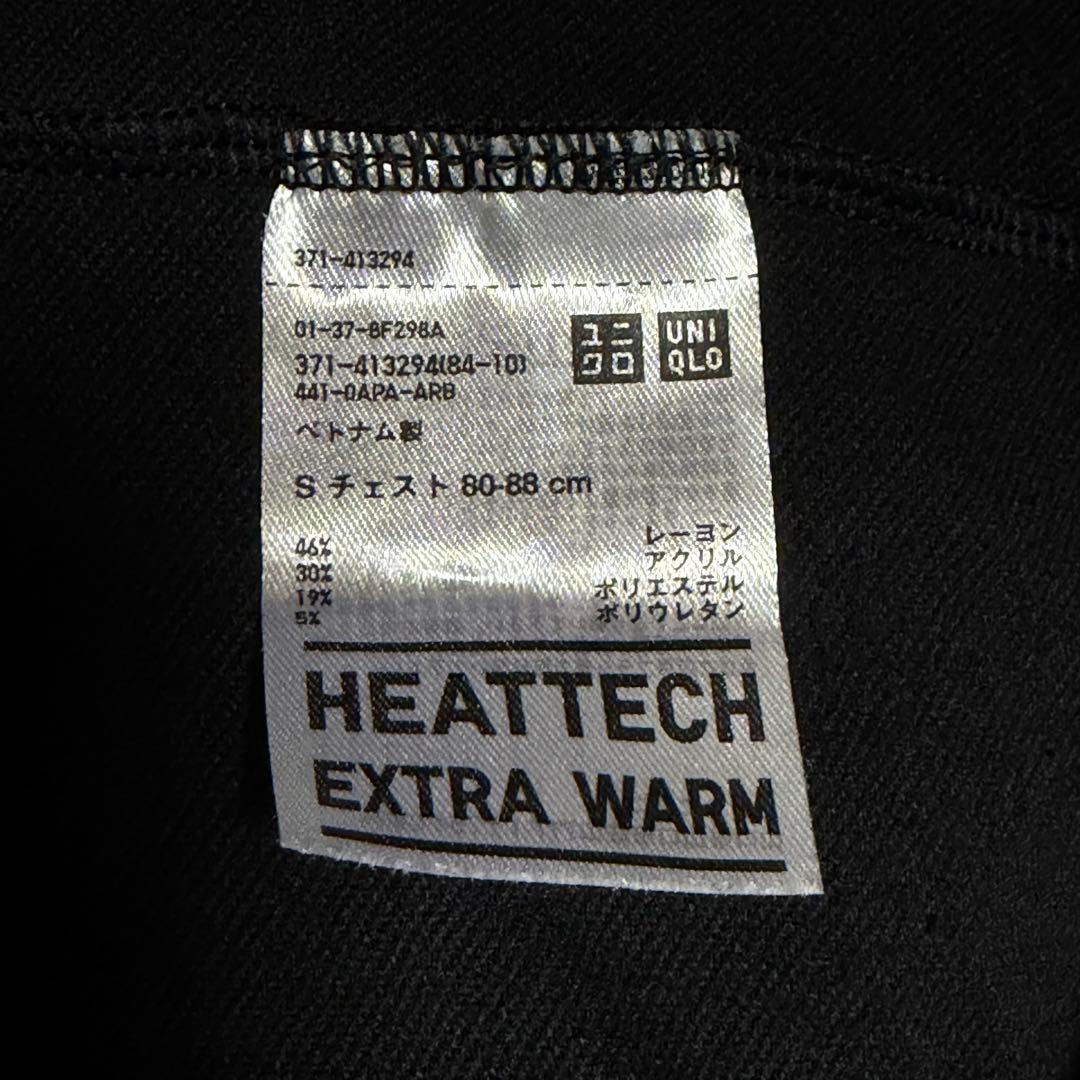 371-413294
01-37-8F298A
371-413294(84-10)
441-0APA-ARB
ユニ
クロ
UNI
QLO
ベトナム製
S チェスト 80-88 cm
46% レーヨン
30% アクリル
19% ポリエステル
5% ポリウレタン
HEATTECH
EXTRA WARM